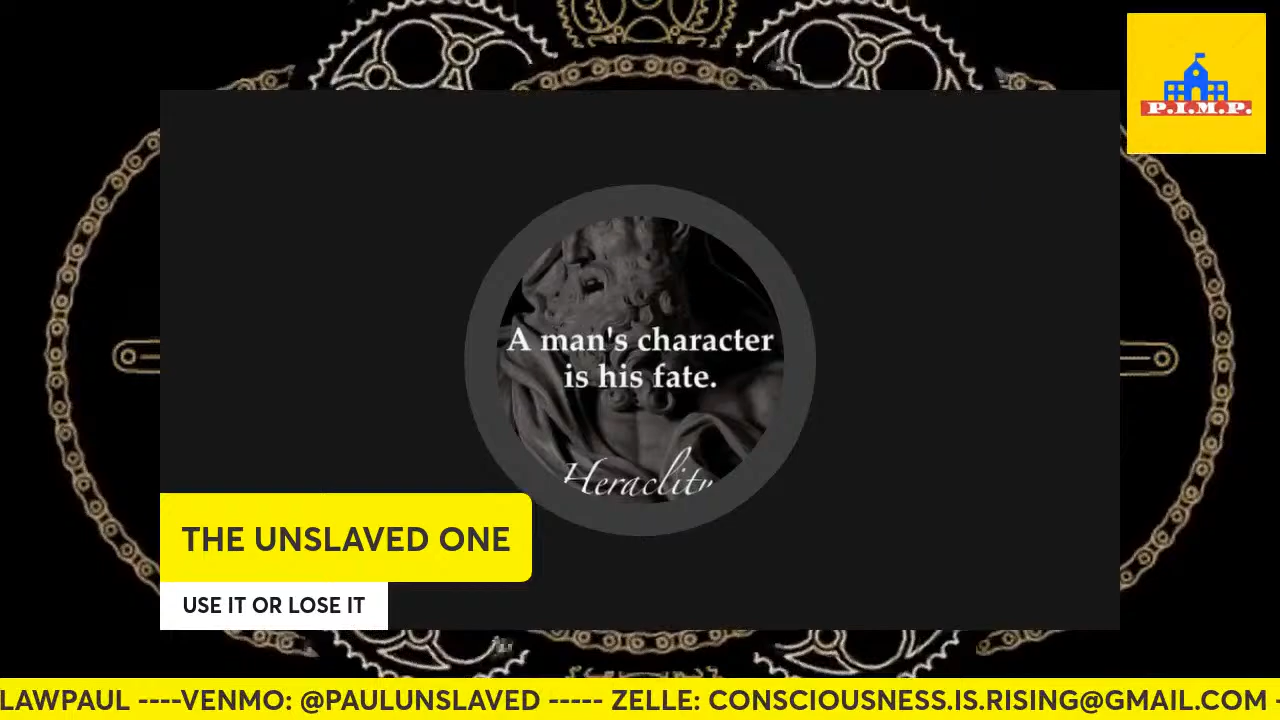 P.I.M.P.
A man's character
is his fate.
THE UNSLAVED ONE
USE IT OR LOSE IT
LAWPAUL ----VENMO: @PAULUNSLAVED ----- ZELLE: CONSCIOUSNESS.IS.RISING@GMAIL.COM -